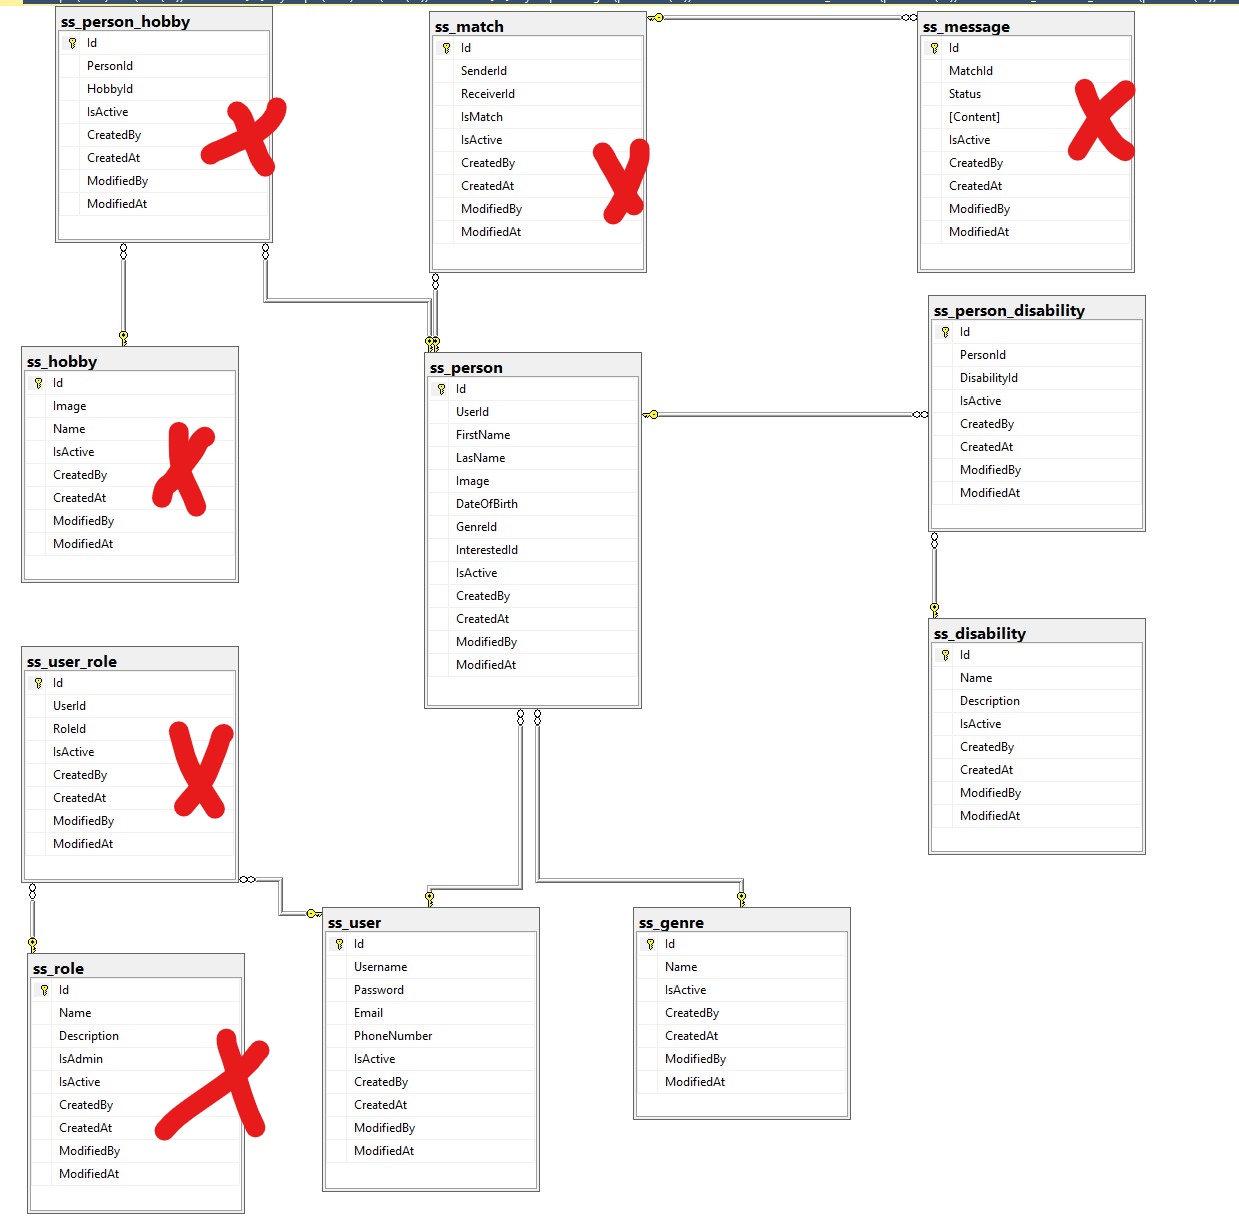 ss_person_hobby
Id
PersonId
HobbyId
IsActive
CreatedBy
CreatedAt
ModifiedBy
ModifiedAt
ss_match
Id
SenderId
ReceiverId
IsMatch
IsActive
CreatedBy
CreatedAt
ModifiedBy
ModifiedAt
ss_message
Id
MatchId
Status
[Content]
IsActive
CreatedBy
CreatedAt
ModifiedBy
ModifiedAt
ss_hobby
Id
Image
Name
IsActive
CreatedBy
CreatedAt
ModifiedBy
ModifiedAt
ss_person
Id
UserId
FirstName
LasName
Image
DateOfBirth
GenreId
InterestedId
IsActive
CreatedBy
CreatedAt
ModifiedBy
ModifiedAt
ss_person_disability
Id
PersonId
DisabilityId
IsActive
CreatedBy
CreatedAt
ModifiedBy
ModifiedAt
ss_disability
Id
Name
Description
IsActive
CreatedBy
CreatedAt
ModifiedBy
ModifiedAt
ss_user_role
Id
UserId
RoleId
IsActive
CreatedBy
CreatedAt
ModifiedBy
ModifiedAt
ss_role
Id
Name
Description
IsAdmin
IsActive
CreatedBy
CreatedAt
ModifiedBy
ModifiedAt
ss_user
Id
Username
Password
Email
PhoneNumber
IsActive
CreatedBy
CreatedAt
ModifiedBy
ModifiedAt
ss_genre
Id
Name
IsActive
CreatedBy
CreatedAt
ModifiedBy
ModifiedAt